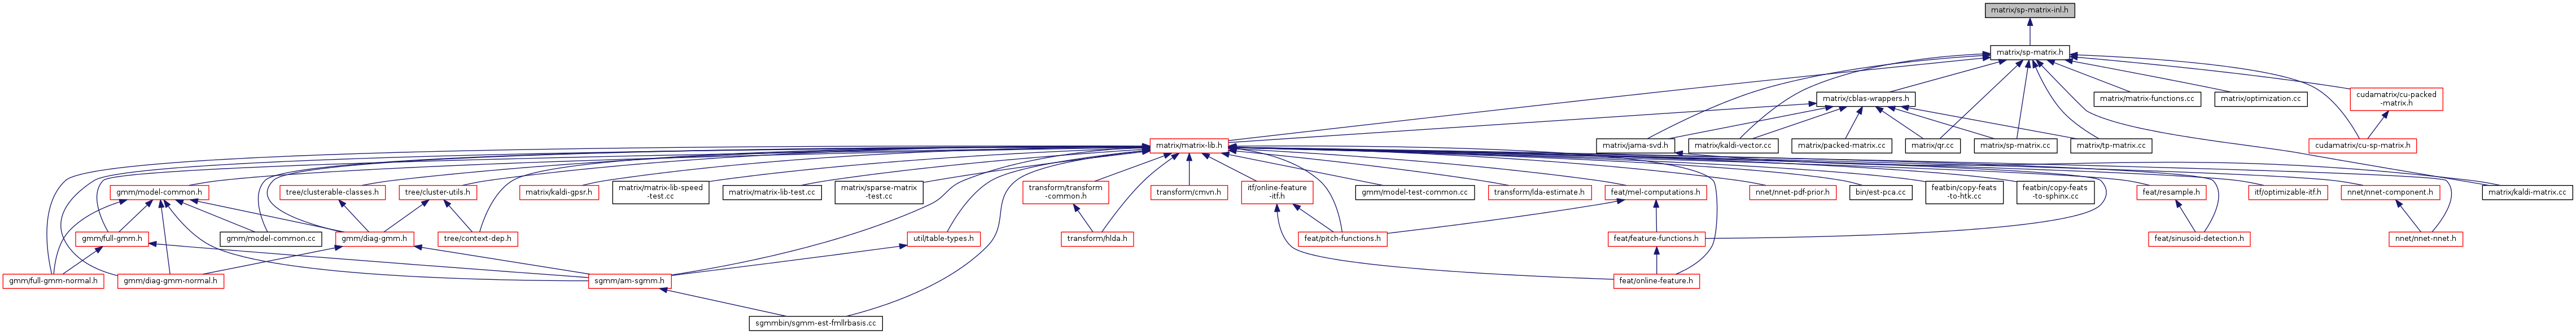 matrix/sp-matrix-inl.h
matrix/sp-matrix.h
matrix/cblas-wrappers.h
matrix/matrix-functions.cc
matrix/optimization.cc
cudamatrix/cu-packed
-matrix.h
matrix/matrix-lib.h
matrix/jama-svd.h
matrix/kaldi-vector.cc
matrix/packed-matrix.cc
matrix/qr.cc
matrix/sp-matrix.cc
matrix/tp-matrix.cc
cudamatrix/cu-sp-matrix.h
gmm/model-common.h
tree/clusterable-classes.h
tree/cluster-utils.h
matrix/kaldi-gpsr.h
matrix/matrix-lib-speed
-test.cc
matrix/matrix-lib-test.cc
matrix/sparse-matrix
-test.cc
transform/transform
-common.h
transform/cmvn.h
itf/online-feature
-itf.h
gmm/model-test-common.cc
transform/lda-estimate.h
feat/mel-computations.h
nnet/nnet-pdf-prior.h
bin/est-pca.cc
featbin/copy-feats
-to-htk.cc
featbin/copy-feats
-to-sphinx.cc
feat/resample.h
itf/optimizable-itf.h
nnet/nnet-component.h
matrix/kaldi-matrix.cc
gmm/full-gmm.h
gmm/model-common.cc
gmm/diag-gmm.h
tree/context-dep.h
util/table-types.h
transform/hlda.h
feat/pitch-functions.h
feat/feature-functions.h
feat/sinusoid-detection.h
nnet/nnet-nnet.h
gmm/full-gmm-normal.h
gmm/diag-gmm-normal.h
sgmm/am-sgmm.h
feat/online-feature.h
sgmmbin/sgmm-est-fmllrbasis.cc